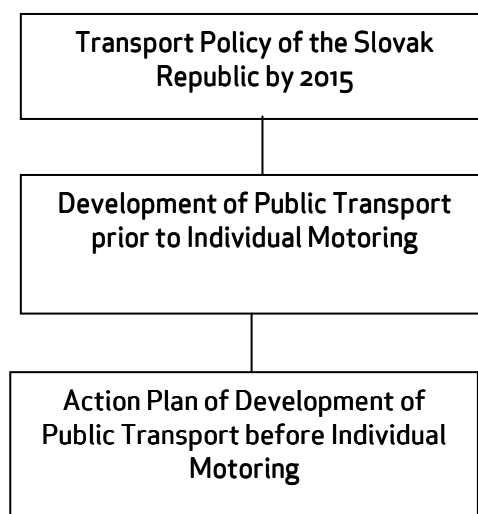 Transport Policy of the Slovak
Republic by 2015
Development of Public Transport
prior to Individual Motoring
Action Plan of Development of
Public Transport before Individual
Motoring